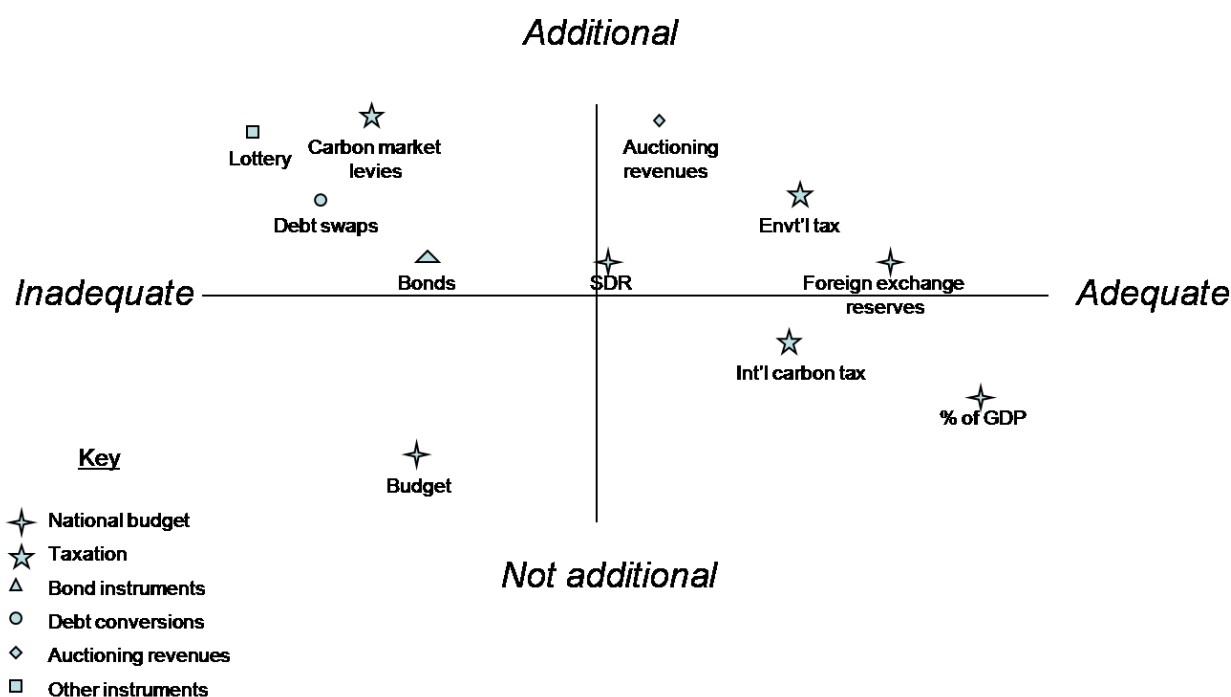 Additional
Lottery
Carbon market
levies
Auctioning
revenues
Debt swaps
Envt'l tax
Bonds
SDR
Foreign exchange
reserves
Inadequate
Adequate
Int'l carbon tax
% of GDP
Budget
Not additional
Key
National budget
Taxation
Bond instruments
Debt conversions
Auctioning revenues
Other instruments